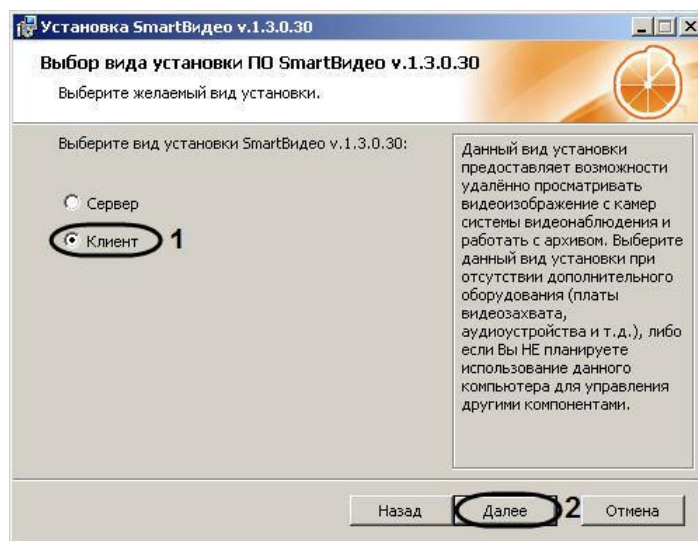 Установка SmartВидео v.1.3.0.30
Выбор вида установки ПО SmartВидео v.1.3.0.30
Выберите желаемый вид установки.
Выберите вид установки SmartВидео v.1.3.0.30:
Сервер
Клиент 1
Данный вид установки
предоставляет возможности
удалённо просматривать
видеоизображение с камер
системы видеонаблюдения и
работать с архивом. Выберите
данный вид установки при
отсутствии дополнительного
оборудования (платы
видеозахвата,
аудиоустройства и т.д.), либо
если Вы НЕ планируете
использование данного
компьютера для управления
другими компонентами.
Назад Далее 2 Отмена